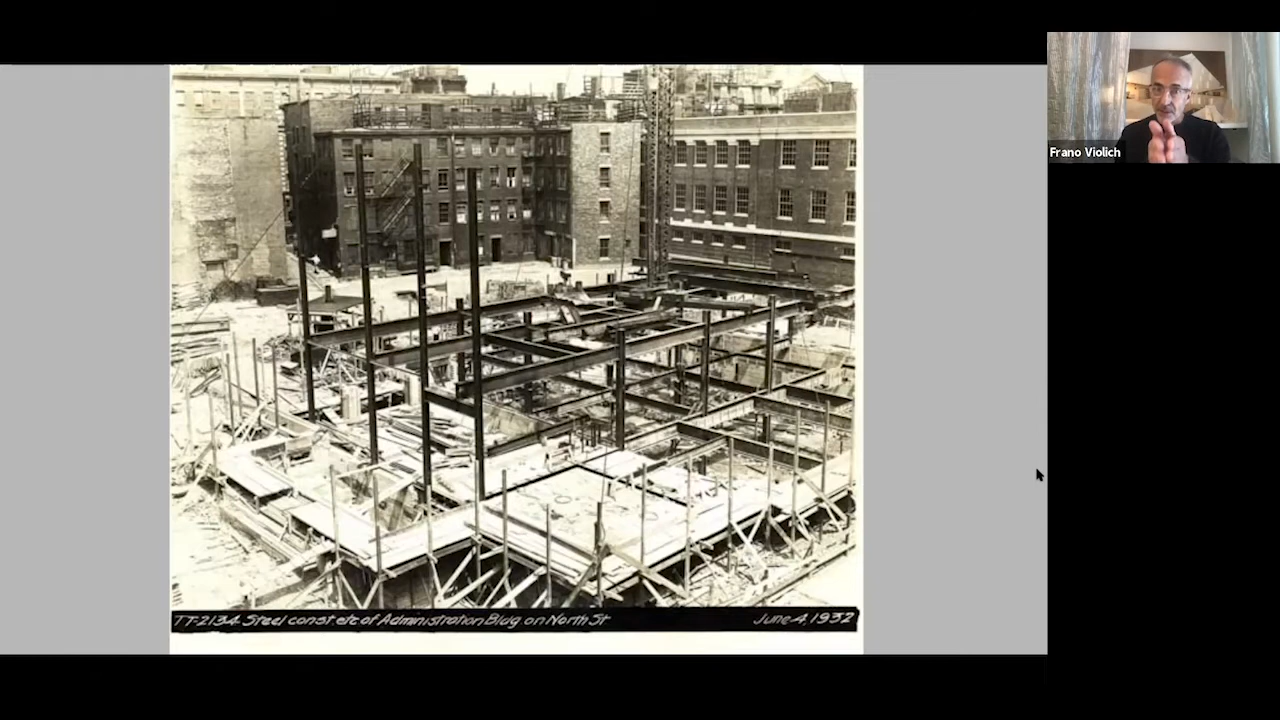 Frano Violich
TT-2134. Steel const etc of Administration Bldg on North St June 4, 1932